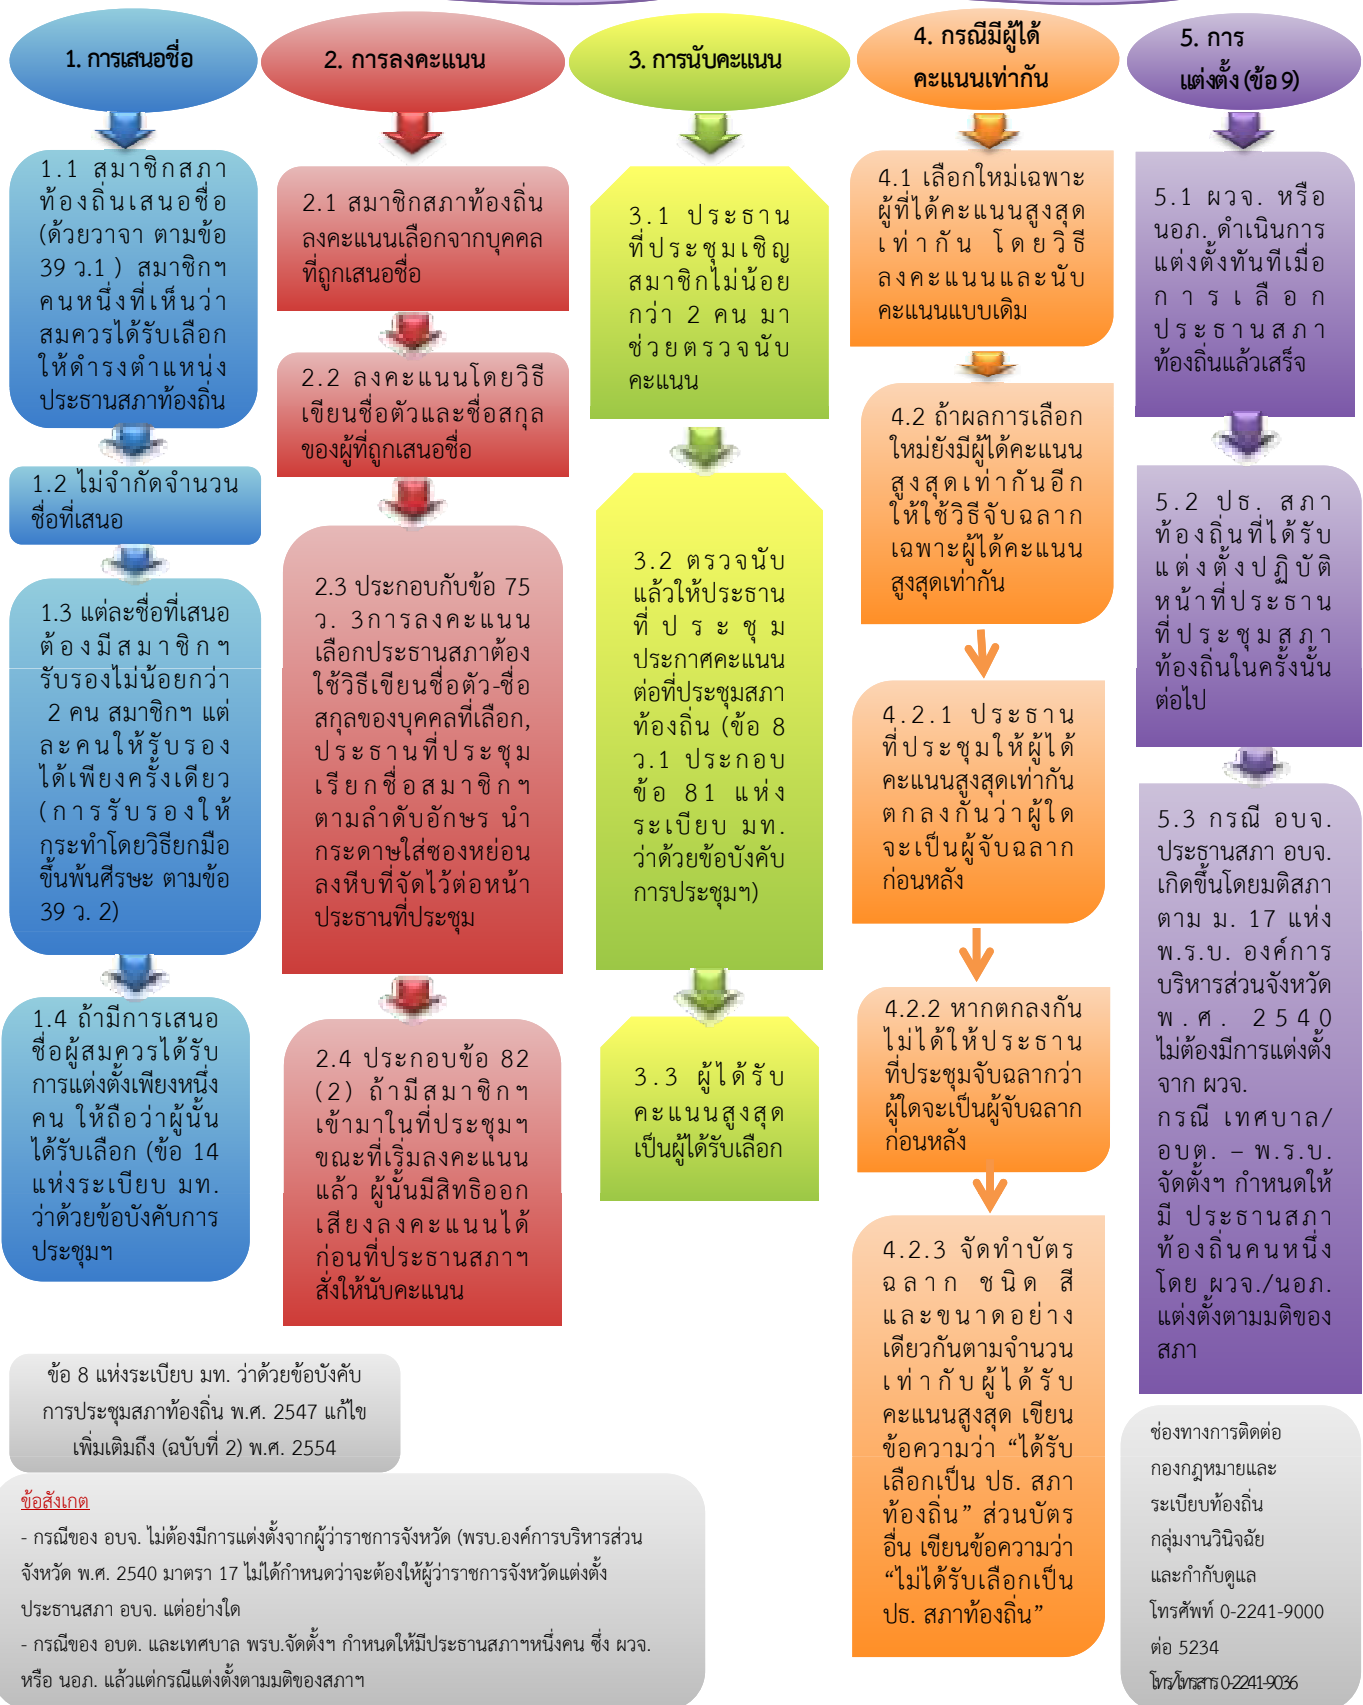 1. การเสนอชื่อ
1.1 สมาชิกสภา
ท้องถิ่นเสนอชื่อ
(ด้วยวาจา ตามข้อ
39 ว.1 ) สมาชิกฯ
คนหนึ่งที่เห็นว่า
สมควรได้รับเลือก
ให้ดำรงตำแหน่ง
ประธานสภาท้องถิ่น
1.2 ไม่จำกัดจำนวน
ชื่อที่เสนอ
1.3 แต่ละชื่อที่เสนอ
ต้องมีสมาชิกฯ
รับรองไม่น้อยกว่า
2 คน สมาชิกฯ แต่
ละคนให้รับรอง
ได้เพียงครั้งเดียว
(การรับรองให้
กระทำโดยวิธียกมือ
ขึ้นพ้นศีรษะ ตามข้อ
39 ว. 2)
1.4 ถ้ามีการเสนอ
ชื่อผู้สมควรได้รับ
การแต่งตั้งเพียงหนึ่ง
คน ให้ถือว่าผู้นั้น
ได้รับเลือก (ข้อ 14
แห่งระเบียบ มท.
ว่าด้วยข้อบังคับการ
ประชุมฯ
2. การลงคะแนน
2.1 สมาชิกสภาท้องถิ่น
ลงคะแนนเลือกจากบุคคล
ที่ถูกเสนอชื่อ
2.2 ลงคะแนนโดยวิธี
เขียนชื่อตัวและชื่อสกุล
ของผู้ที่ถูกเสนอชื่อ
2.3 ประกอบกับข้อ 75
ว. 3การลงคะแนน
เลือกประธานสภาต้อง
ใช้วิธีเขียนชื่อตัว-ชื่อ
สกุลของบุคคลที่เลือก,
ประธานที่ประชุม
เรียกชื่อสมาชิกฯ
ตามลำดับอักษร นำ
กระดาษใส่ซองหย่อน
ลงหีบที่จัดไว้ต่อหน้า
ประธานที่ประชุม
2.4 ประกอบข้อ 82
(2) ถ้ามีสมาชิกฯ
เข้ามาในที่ประชุมฯ
ขณะที่เริ่มลงคะแนน
แล้ว ผู้นั้นมีสิทธิออก
เสียงลงคะแนนได้
ก่อนที่ประธานสภาฯ
สั่งให้นับคะแนน
3. การนับคะแนน
3.1 ประธาน
ที่ประชุมเชิญ
สมาชิกไม่น้อย
กว่า 2 คน มา
ช่วยตรวจนับ
คะแนน
3.2 ตรวจนับ
แล้วให้ประธาน
ที่ประชุม
ประกาศคะแนน
ต่อที่ประชุมสภา
ท้องถิ่น (ข้อ 8
ว.1 ประกอบ
ข้อ 81 แห่ง
ระเบียบ มท.
ว่าด้วยข้อบังคับ
การประชุมฯ)
3.3 ผู้ได้รับ
คะแนนสูงสุด
เป็นผู้ได้รับเลือก
4. กรณีมีผู้ได้
คะแนนเท่ากัน
4.1 เลือกใหม่เฉพาะ
ผู้ที่ได้คะแนนสูงสุด
เท่ากัน โดยวิธี
ลงคะแนนและนับ
คะแนนแบบเดิม
4.2 ถ้าผลการเลือก
ใหม่ยังมีผู้ได้คะแนน
สูงสุดเท่ากันอีก
ให้ใช้วิธีจับฉลาก
เฉพาะผู้ได้คะแนน
สูงสุดเท่ากัน
4.2.1 ประธาน
ที่ประชุมให้ผู้ได้
คะแนนสูงสุดเท่ากัน
ตกลงกันว่าผู้ใด
จะเป็นผู้จับฉลาก
ก่อนหลัง
4.2.2 หากตกลงกัน
ไม่ได้ให้ประธาน
ที่ประชุมจับฉลากว่า
ผู้ใดจะเป็นผู้จับฉลาก
ก่อนหลัง
4.2.3 จัดทำบัตร
ฉลาก ชนิด สี
และขนาดอย่าง
เดียวกันตามจำนวน
เท่ากับผู้ได้รับ
คะแนนสูงสุด เขียน
ข้อความว่า “ได้รับ
เลือกเป็น ปธ. สภา
ท้องถิ่น” ส่วนบัตร
อื่น เขียนข้อความว่า
“ไม่ได้รับเลือกเป็น
ปธ. สภาท้องถิ่น”
5. การ
แต่งตั้ง (ข้อ 9)
5.1 ผวจ. หรือ
นอภ. ดำเนินการ
แต่งตั้งทันทีเมื่อ
การเลือก
ประธานสภา
ท้องถิ่นแล้วเสร็จ
5.2 ปธ. สภา
ท้องถิ่นที่ได้รับ
แต่งตั้งปฏิบัติ
หน้าที่ประธาน
ที่ประชุมสภา
ท้องถิ่นในครั้งนั้น
ต่อไป
5.3 กรณี อบจ.
ประธานสภา อบจ.
เกิดขึ้นโดยมติสภา
ตาม ม. 17 แห่ง
พ.ร.บ. องค์การ
บริหารส่วนจังหวัด
พ.ศ. 2540
ไม่ต้องมีการแต่งตั้ง
จาก ผวจ.
กรณี เทศบาล/
อบต. – พ.ร.บ.
จัดตั้งฯ กำหนดให้
มี ประธานสภา
ท้องถิ่นคนหนึ่ง
โดย ผวจ./นอภ.
แต่งตั้งตามมติของ
สภา
ข้อ 8 แห่งระเบียบ มท. ว่าด้วยข้อบังคับ
การประชุมสภาท้องถิ่น พ.ศ. 2547 แก้ไข
เพิ่มเติมถึง (ฉบับที่ 2) พ.ศ. 2554
ข้อสังเกต
- กรณีของ อบจ. ไม่ต้องมีการแต่งตั้งจากผู้ว่าราชการจังหวัด (พรบ.องค์การบริหารส่วน
จังหวัด พ.ศ. 2540 มาตรา 17 ไม่ได้กำหนดว่าจะต้องให้ผู้ว่าราชการจังหวัดแต่งตั้ง
ประธานสภา อบจ. แต่อย่างใด
- กรณีของ อบต. และเทศบาล พรบ.จัดตั้งฯ กำหนดให้มีประธานสภาฯหนึ่งคน ซึ่ง ผวจ.
หรือ นอภ. แล้วแต่กรณีแต่งตั้งตามมติของสภาฯ
ช่องทางการติดต่อ
กองกฎหมายและ
ระเบียบท้องถิ่น
กลุ่มงานวินิจฉัย
และกำกับดูแล
โทรศัพท์ 0-2241-9000
ต่อ 5234
โทร/โทรสาร 0-2241-9036